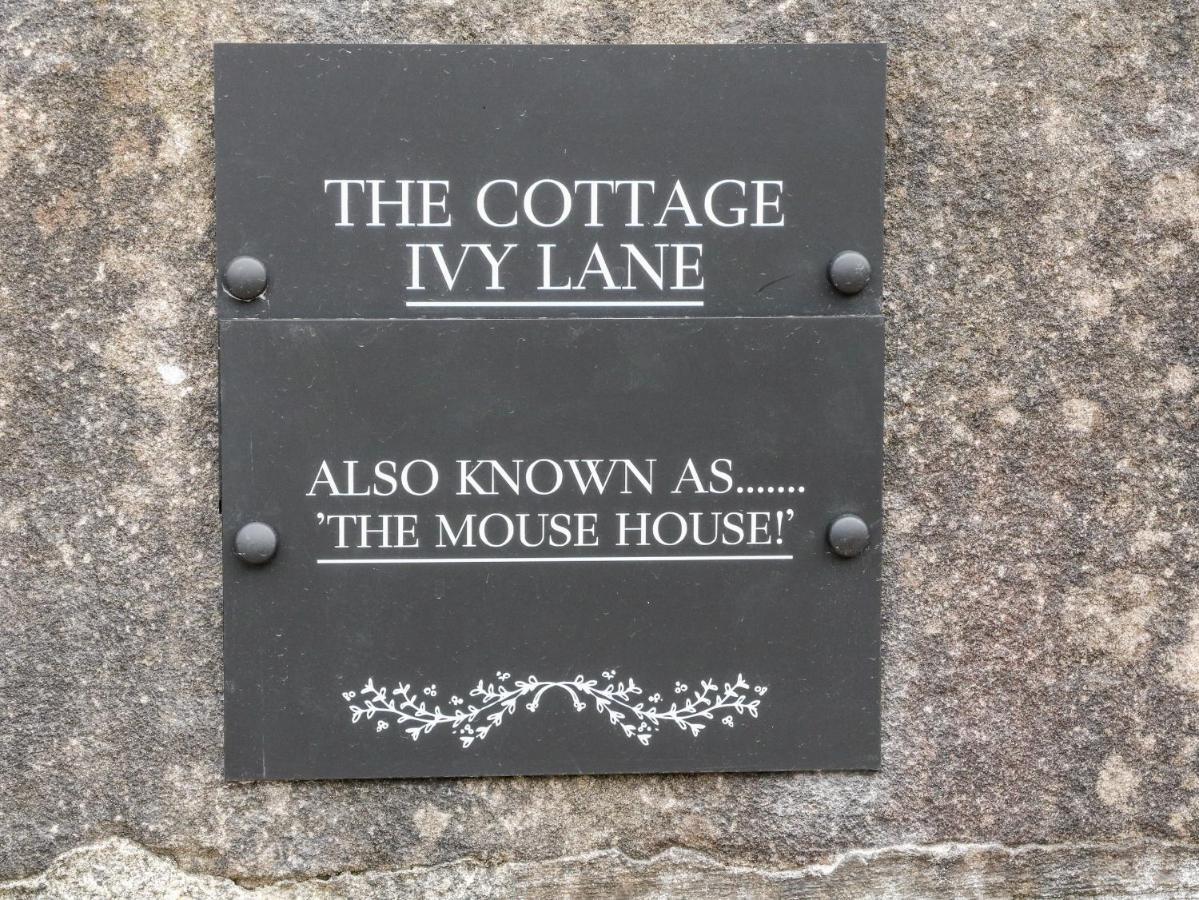 THE COTTAGE
IVY LANE
ALSO KNOWN AS.......
’THE MOUSE HOUSE!’